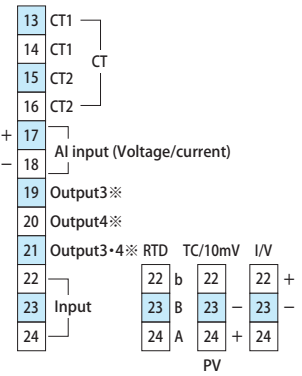 13 CT1
14 CT1
CT
15 CT2
16 CT2
+ 17
AI input (Voltage/current)
− 18
19 Output3※
20 Output4※
21 Output3・4※ RTD TC/10mV I/V
22 22 b 22 22 +
23 Input 23 B 23 − 23 −
24 24 A 24 + 24
PV